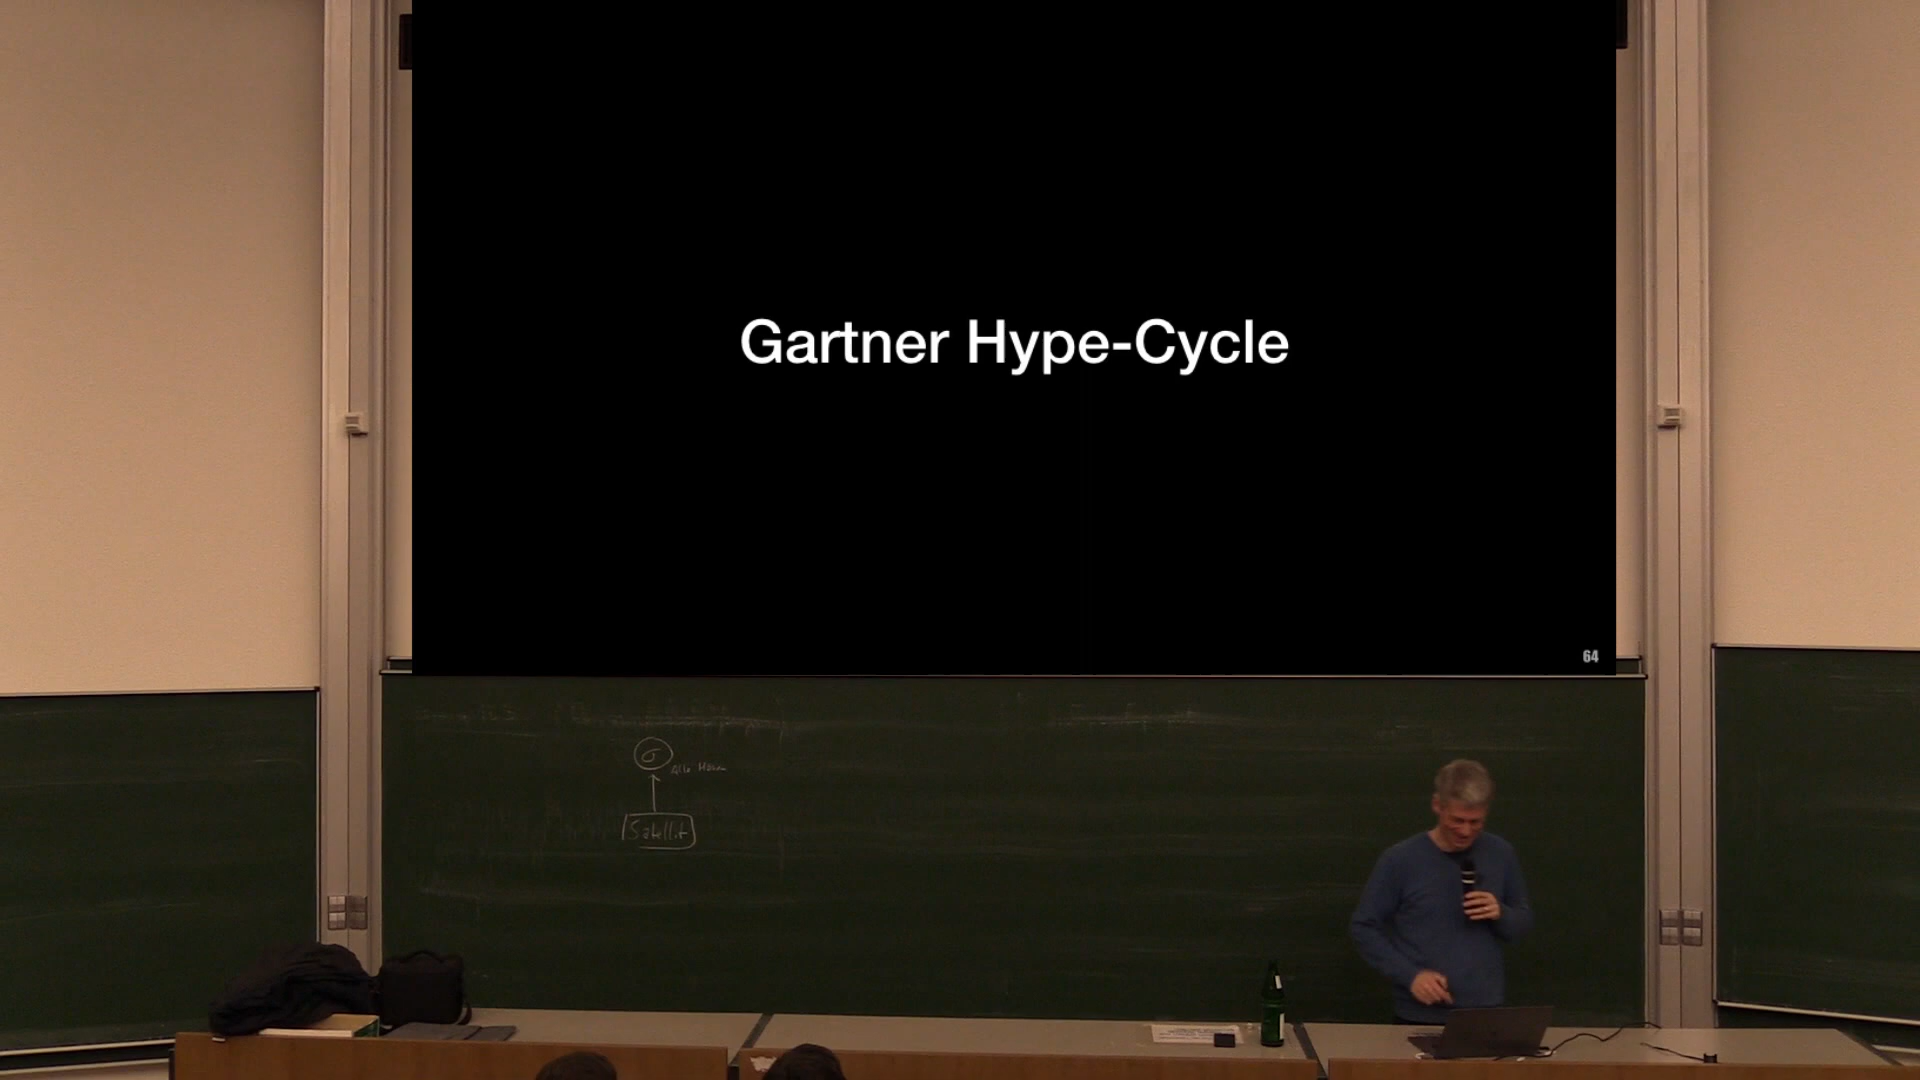 Gartner Hype-Cycle
64
σ
Satellit